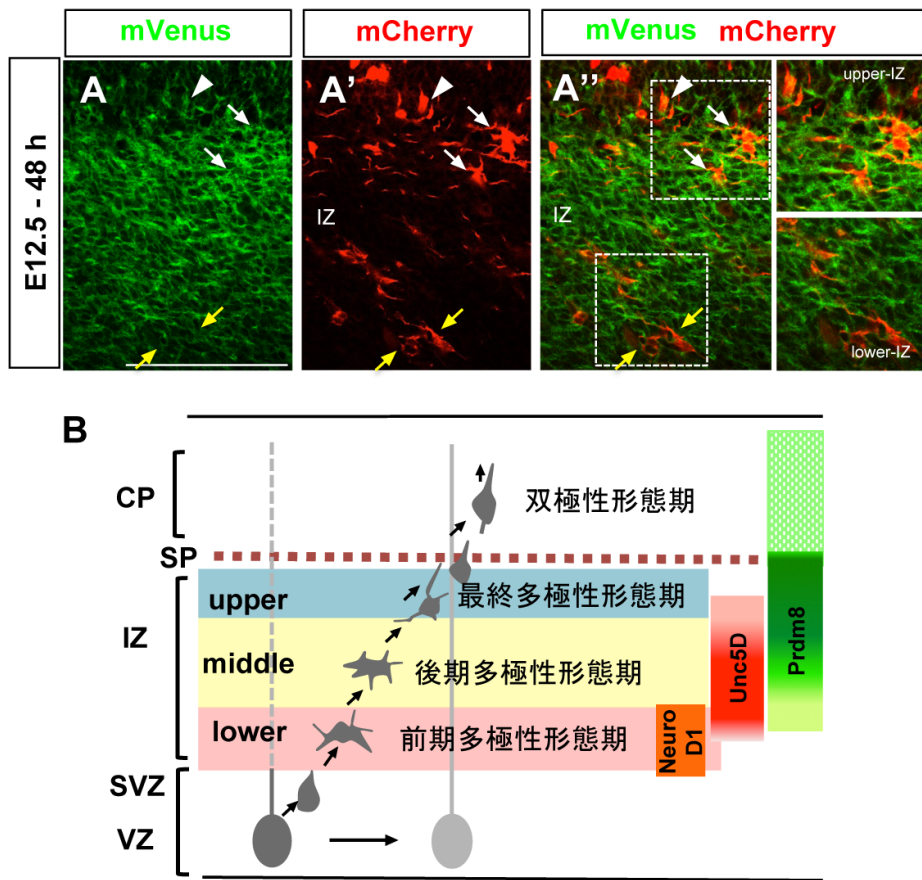 mVenus
mCherry
mVenus mCherry
E12.5 - 48 h
A
A'
IZ
A''
IZ
upper-IZ
lower-IZ
B
CP
双極性形態期
SP
IZ
upper
最終多極性形態期
middle
後期多極性形態期
lower
前期多極性形態期
Neuro
D1
Unc5D
Prdm8
SVZ
VZ